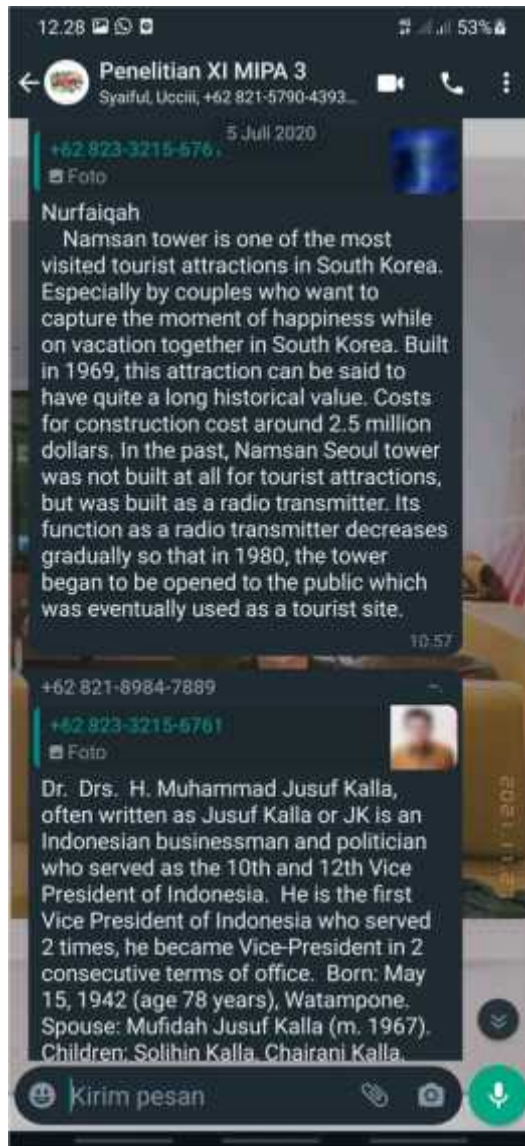 12.28 53%
Penelitian XI MIPA 3
Syaiful, Ucciii, +62 821-5790-4393...
5 Juli 2020
+62 823-3215-676
Foto
Nurfaiqah
Namsan tower is one of the most
visited tourist attractions in South Korea.
Especially by couples who want to
capture the moment of happiness while
on vacation together in South Korea. Built
in 1969, this attraction can be said to
have quite a long historical value. Costs
for construction cost around 2.5 million
dollars. In the past, Namsan Seoul tower
was not built at all for tourist attractions,
but was built as a radio transmitter. Its
function as a radio transmitter decreases
gradually so that in 1980, the tower
began to be opened to the public which
was eventually used as a tourist site.
10.57
+62 821-8984-7889
+62 823-3215-6761
Foto
Dr. Drs. H. Muhammad Jusuf Kalla,
often written as Jusuf Kalla or JK is an
Indonesian businessman and politician
who served as the 10th and 12th Vice
President of Indonesia. He is the first
Vice President of Indonesia who served
2 times, he became Vice-President in 2
consecutive terms of office. Born: May
15, 1942 (age 78 years), Watampone.
Spouse: Mufidah Jusuf Kalla (m. 1967).
Children: Solihin Kalla, Chairani Kalla,
Kirim pesan